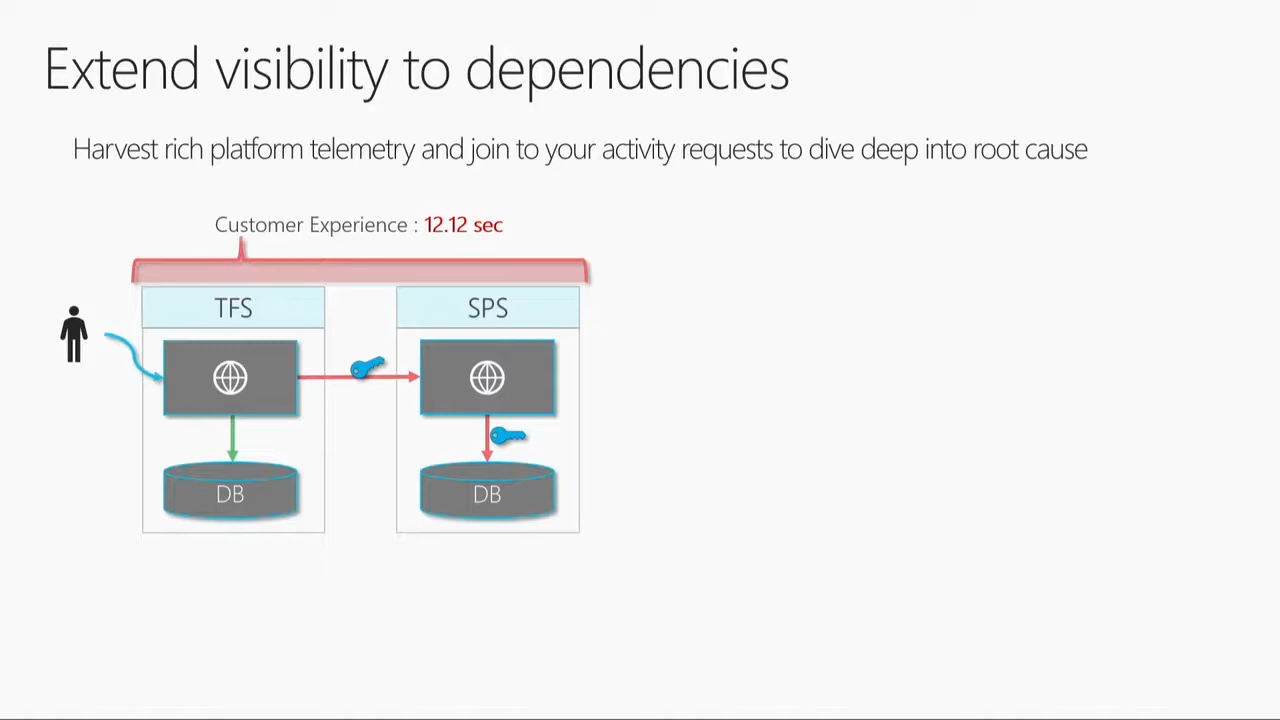 Extend visibility to dependencies
Harvest rich platform telemetry and join to your activity requests to dive deep into root cause
Customer Experience : 12.12 sec
TFS
SPS
DB
DB